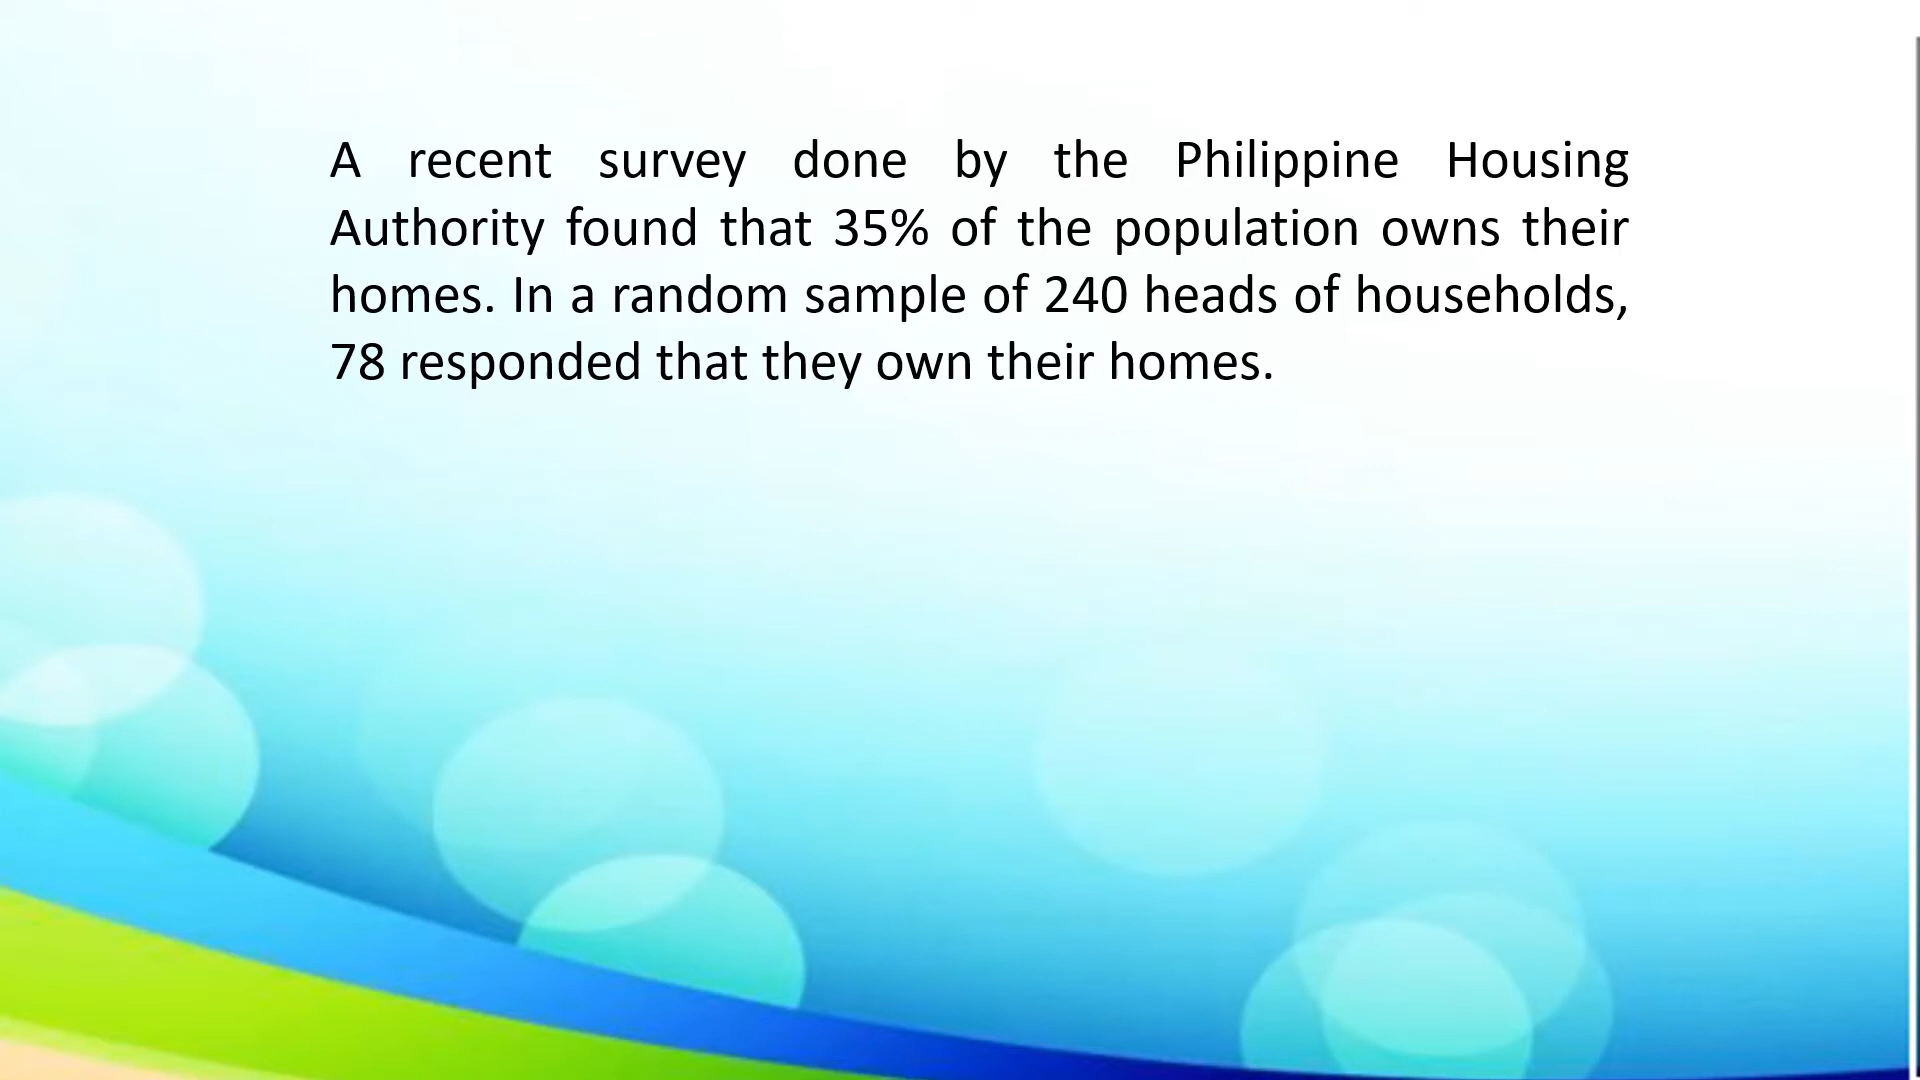 A recent survey done by the Philippine Housing
Authority found that 35% of the population owns their
homes. In a random sample of 240 heads of households,
78 responded that they own their homes.